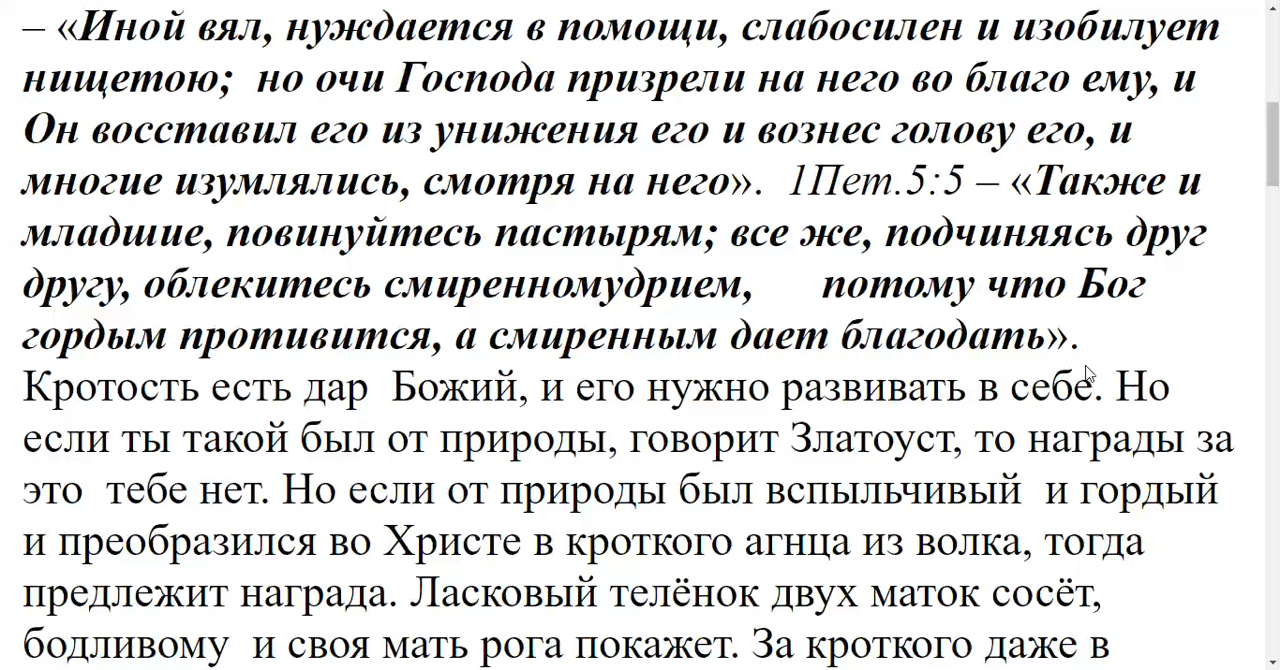 – «Иной вял, нуждается в помощи, слабосилен и изобилует
нищетою; но очи Господа призрели на него во благо ему, и
Он восставил его из унижения его и вознес голову его, и
многие изумлялись, смотря на него». 1Пет.5:5 – «Также и
младшие, повинуйтесь пастырям; все же, подчиняясь друг
другу, облекитесь смиренномудрием, потому что Бог
гордым противится, а смиренным дает благодать».
Кротость есть дар Божий, и его нужно развивать в себе. Но
если ты такой был от природы, говорит Златоуст, то награды за
это тебе нет. Но если от природы был вспыльчивый и гордый
и преобразился во Христе в кроткого агнца из волка, тогда
предлежит награда. Ласковый телёнок двух маток сосёт,
бодливому и своя мать рога покажет. За кроткого даже в